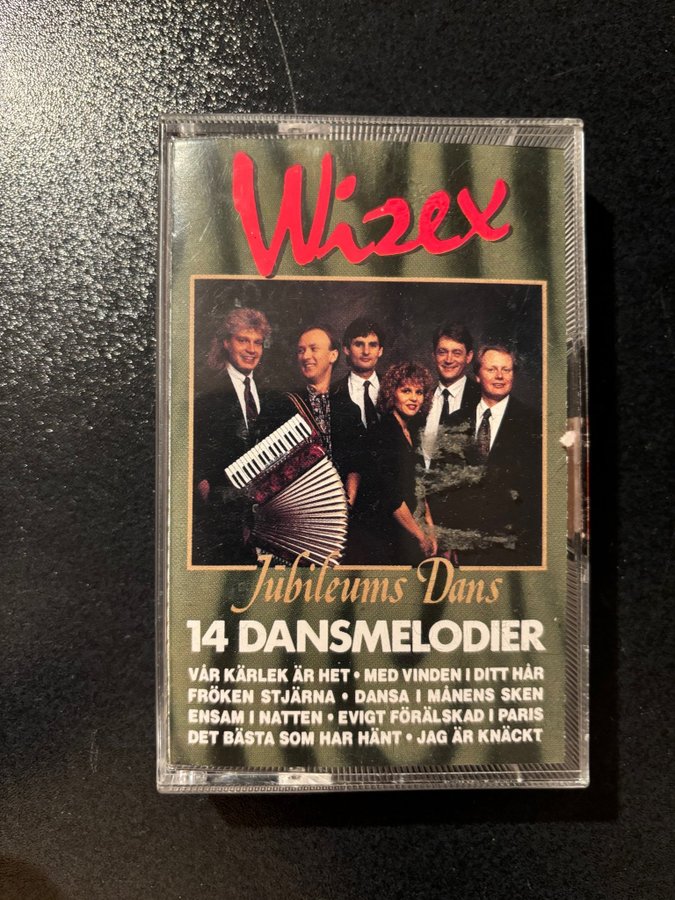 Wizex
Jubileums Dans
14 DANSMELODIER
VÅR KÄRLEK ÄR HET • MED VINDEN I DITT HÅR
FRÖKEN STJÄRNA • DANSA I MÅNENS SKEN
ENSAM I NATTEN • EVIGT FÖRÄLSKAD I PARIS
DET BÄSTA SOM HAR HÄNT • JAG ÄR KNÄCKT